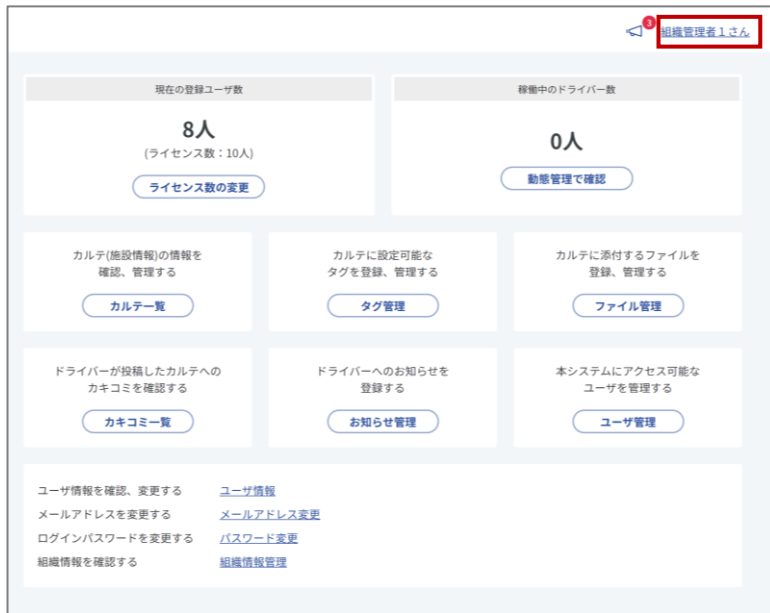 3
組織管理者１さん
現在の登録ユーザ数
稼働中のドライバー数
8人
(ライセンス数：10人)
ライセンス数の変更
0人
動態管理で確認
カルテ(施設情報)の情報を
確認、管理する
カルテ一覧
カルテに設定可能な
タグを登録、管理する
タグ管理
カルテに添付するファイルを
登録、管理する
ファイル管理
ドライバーが投稿したカルテへの
カキコミを確認する
カキコミ一覧
ドライバーへのお知らせを
登録する
お知らせ管理
本システムにアクセス可能な
ユーザを管理する
ユーザ管理
ユーザ情報を確認、変更する ユーザ情報
メールアドレスを変更する メールアドレス変更
ログインパスワードを変更する パスワード変更
組織情報を確認する 組織情報管理